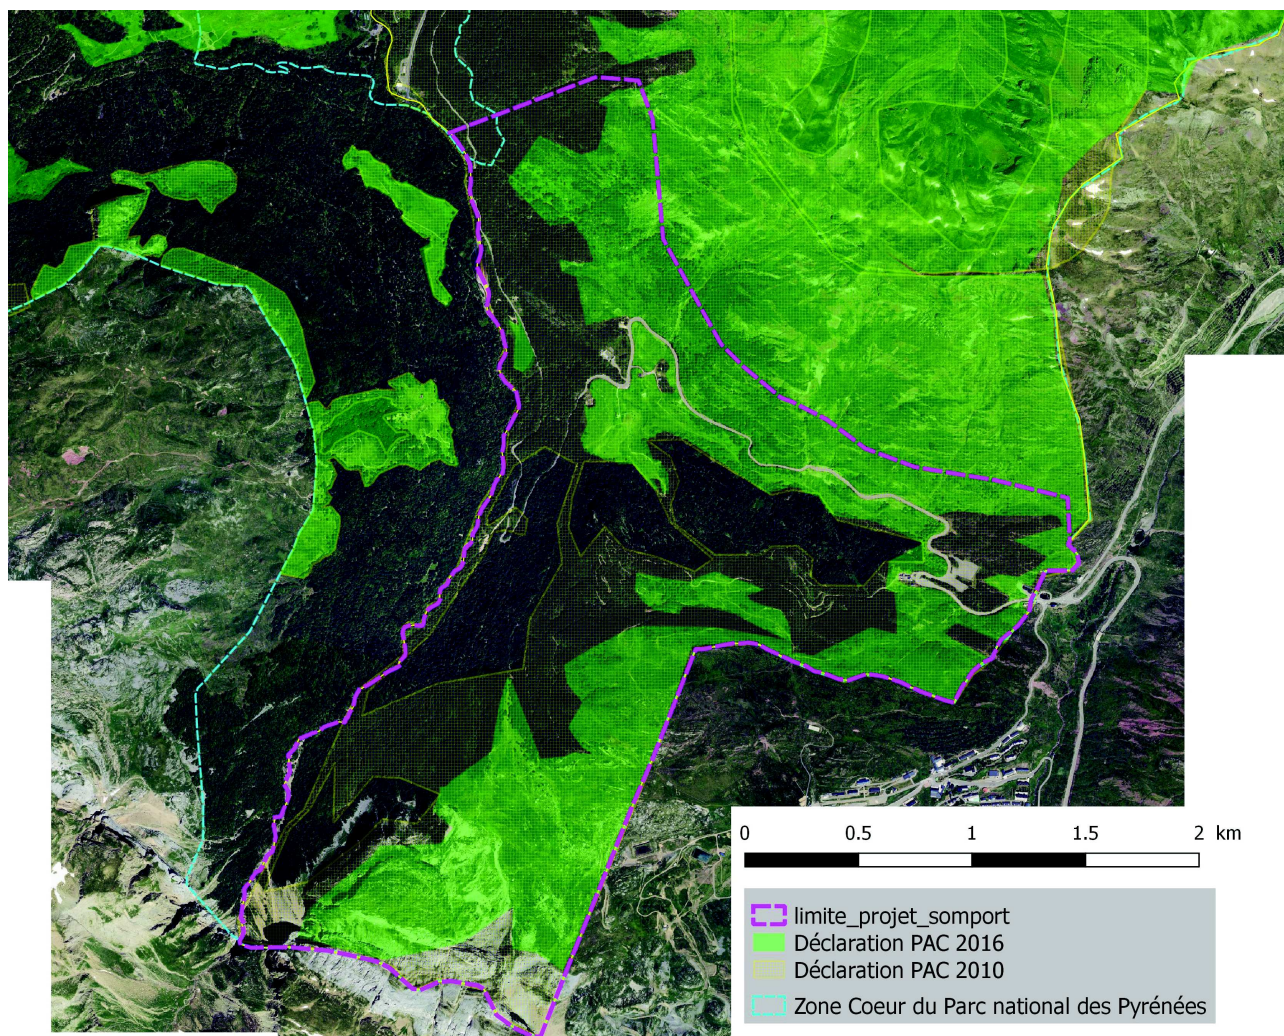 0 0.5 1 1.5 2 km
limite_projet_somport
Déclaration PAC 2016
Déclaration PAC 2010
Zone Coeur du Parc national des Pyrénées